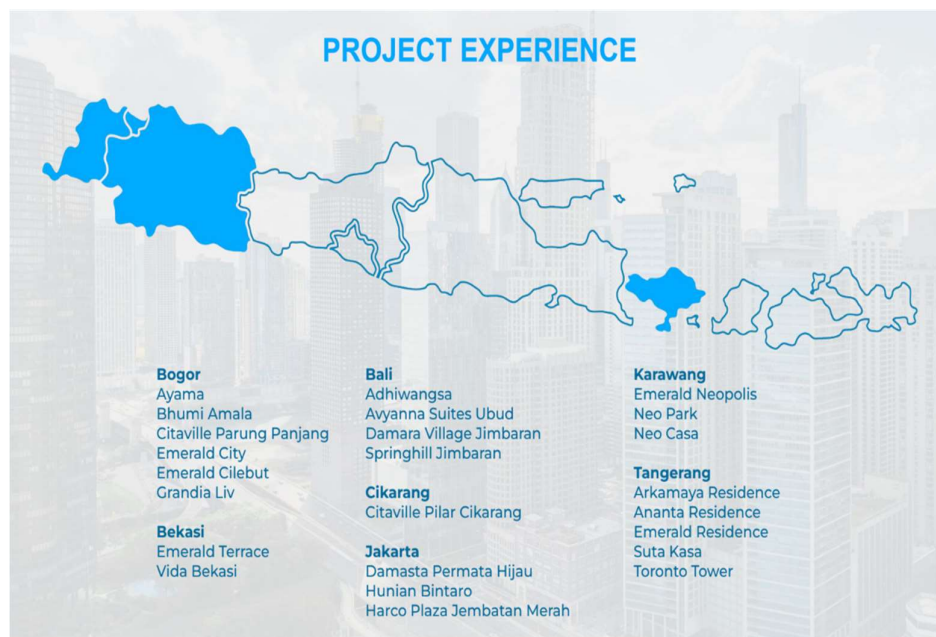 PROJECT EXPERIENCE
Bogor
Ayama
Bhumi Amala
Citaville Parung Panjang
Emerald City
Emerald Cilebut
Grandia Liv
Bekasi
Emerald Terrace
Vida Bekasi
Bali
Adhiwangsa
Avyanna Suites Ubud
Damara Village Jimbaran
Springhill Jimbaran
Cikarang
Citaville Pilar Cikarang
Jakarta
Damasta Permata Hijau
Hunian Bintaro
Harco Plaza Jembatan Merah
Karawang
Emerald Neopolis
Neo Park
Neo Casa
Tangerang
Arkamaya Residence
Ananta Residence
Emerald Residence
Suta Kasa
Toronto Tower